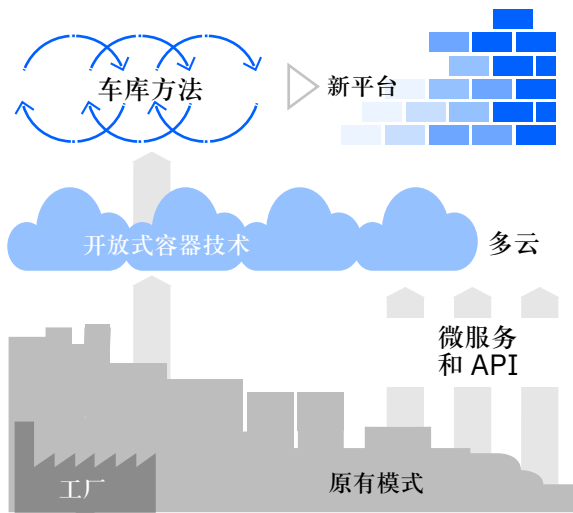 车库方法
新平台
开放式容器技术
多云
微服务
和 API
工厂
原有模式